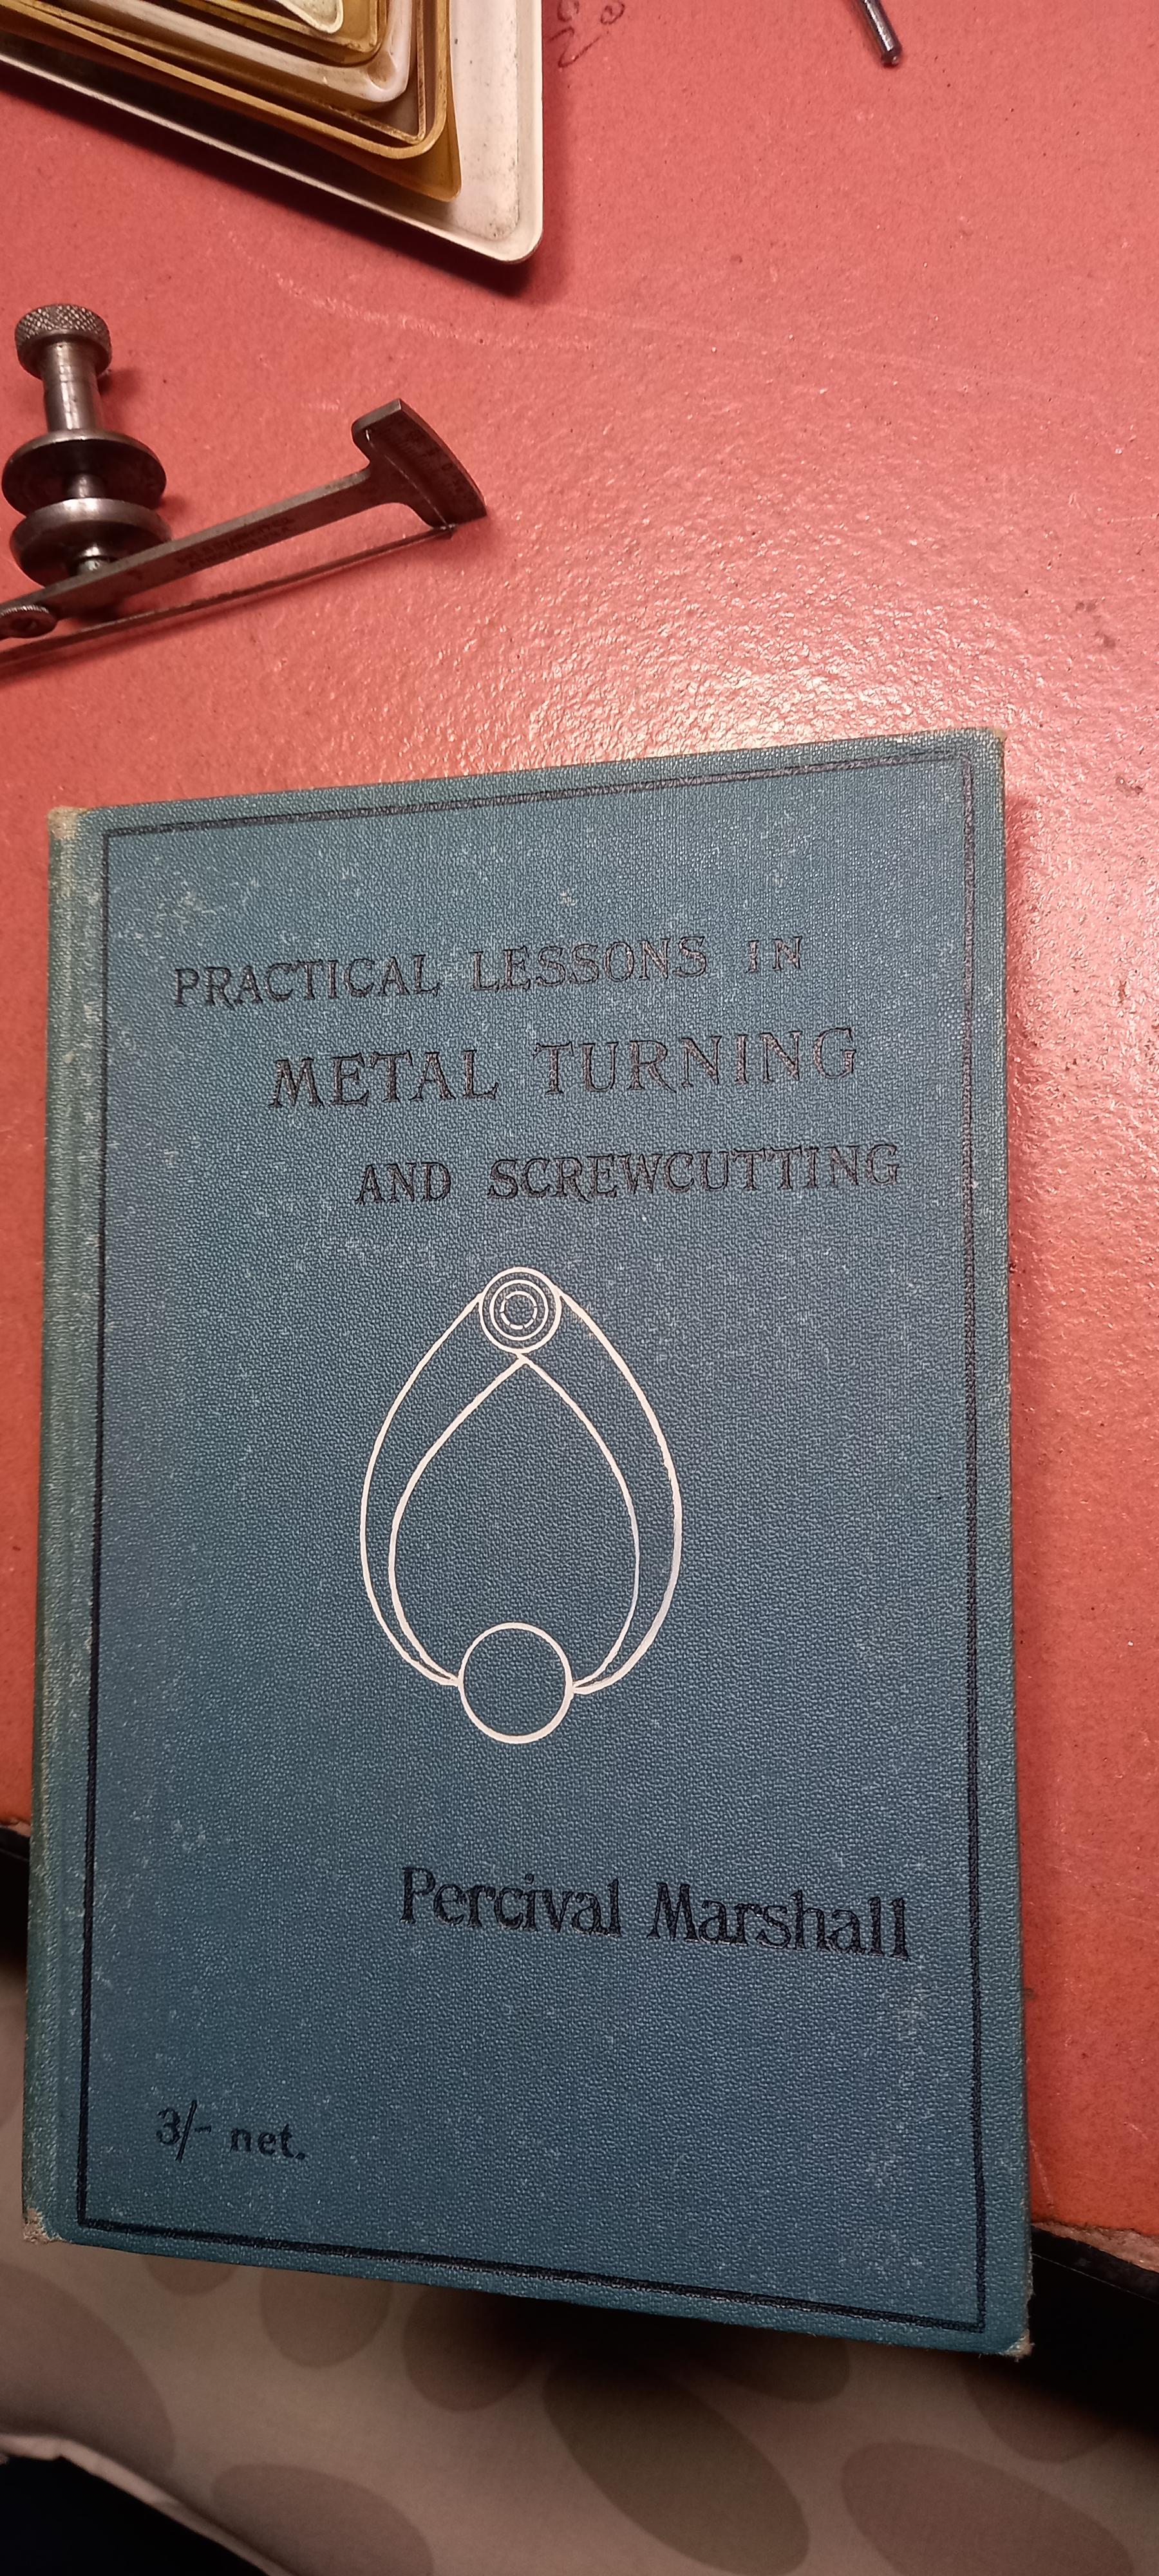 PRACTICAL LESSONS IN
METAL TURNING
AND SCREWCUTTING
Percival Marshall
3/- net.